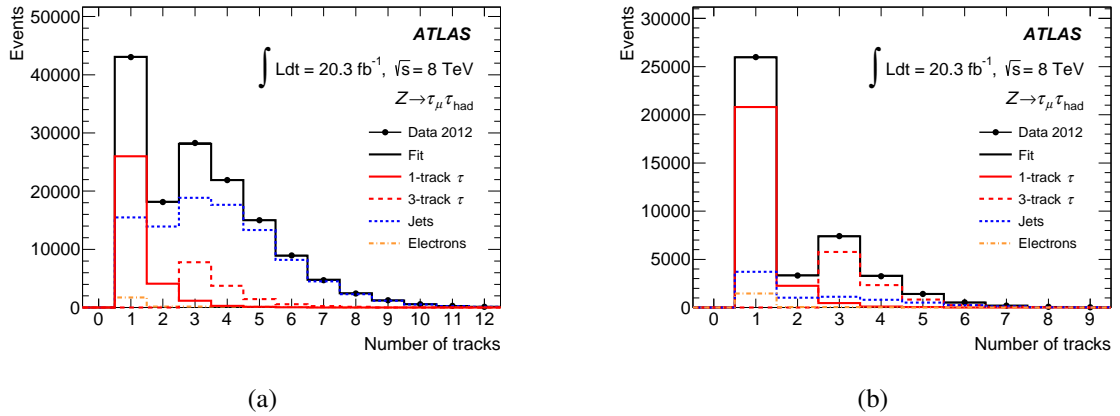 Events
50000
40000
30000
20000
10000
0
ATLAS
∫ Ldt = 20.3 fb⁻¹, √s = 8 TeV
Z→τ_μτ_had
Data 2012
Fit
1-track τ
3-track τ
Jets
Electrons
0 1 2 3 4 5 6 7 8 9 10 11 12
Number of tracks
(a)
Events
30000
25000
20000
15000
10000
5000
0
ATLAS
∫ Ldt = 20.3 fb⁻¹, √s = 8 TeV
Z→τ_μτ_had
Data 2012
Fit
1-track τ
3-track τ
Jets
Electrons
0 1 2 3 4 5 6 7 8 9
Number of tracks
(b)